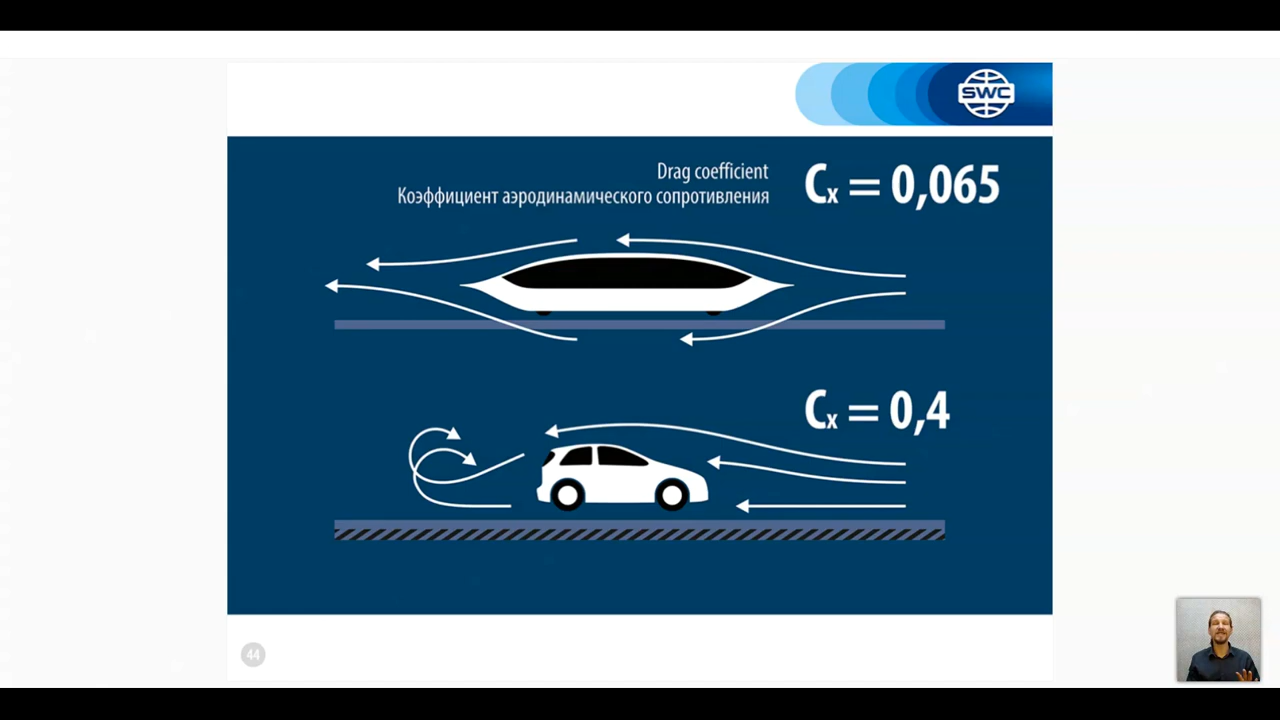 SWC
Drag coefficient
Коэффициент аэродинамического сопротивления
Cx = 0,065
Cx = 0,4
44